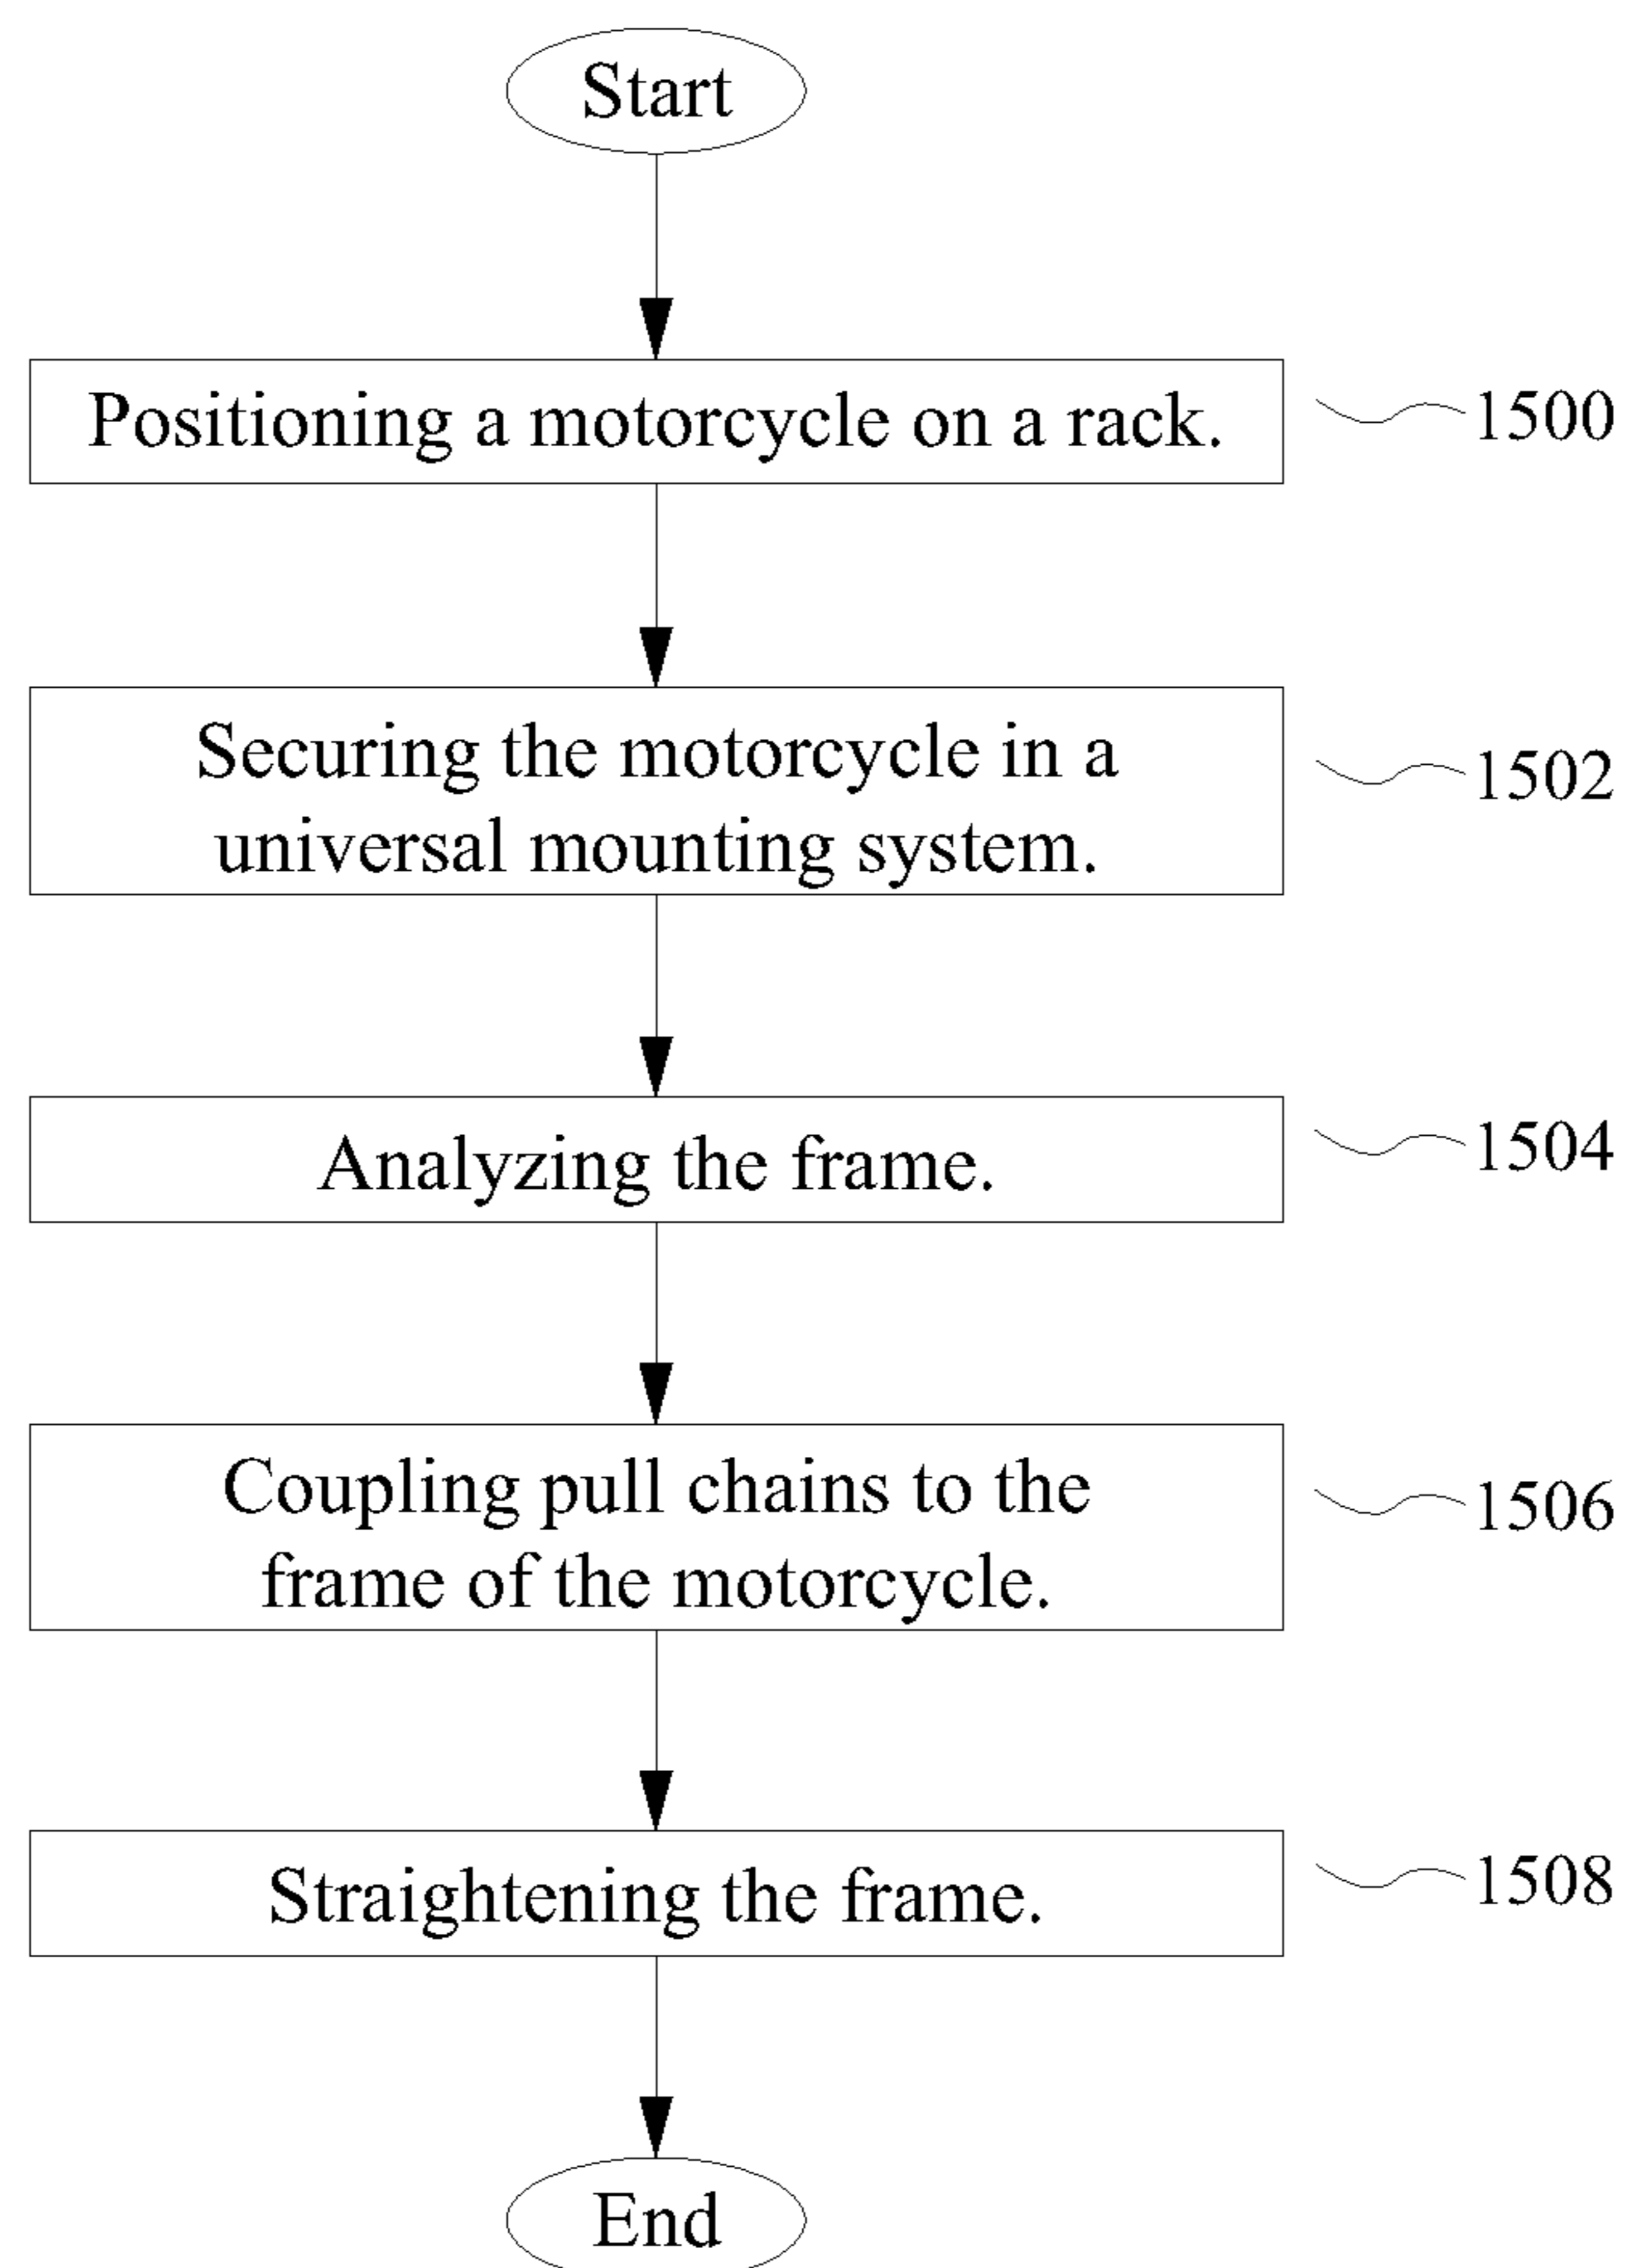 Start
Positioning a motorcycle on a rack.
1500
Securing the motorcycle in a
universal mounting system.
1502
Analyzing the frame.
1504
Coupling pull chains to the
frame of the motorcycle.
1506
Straightening the frame.
1508
End